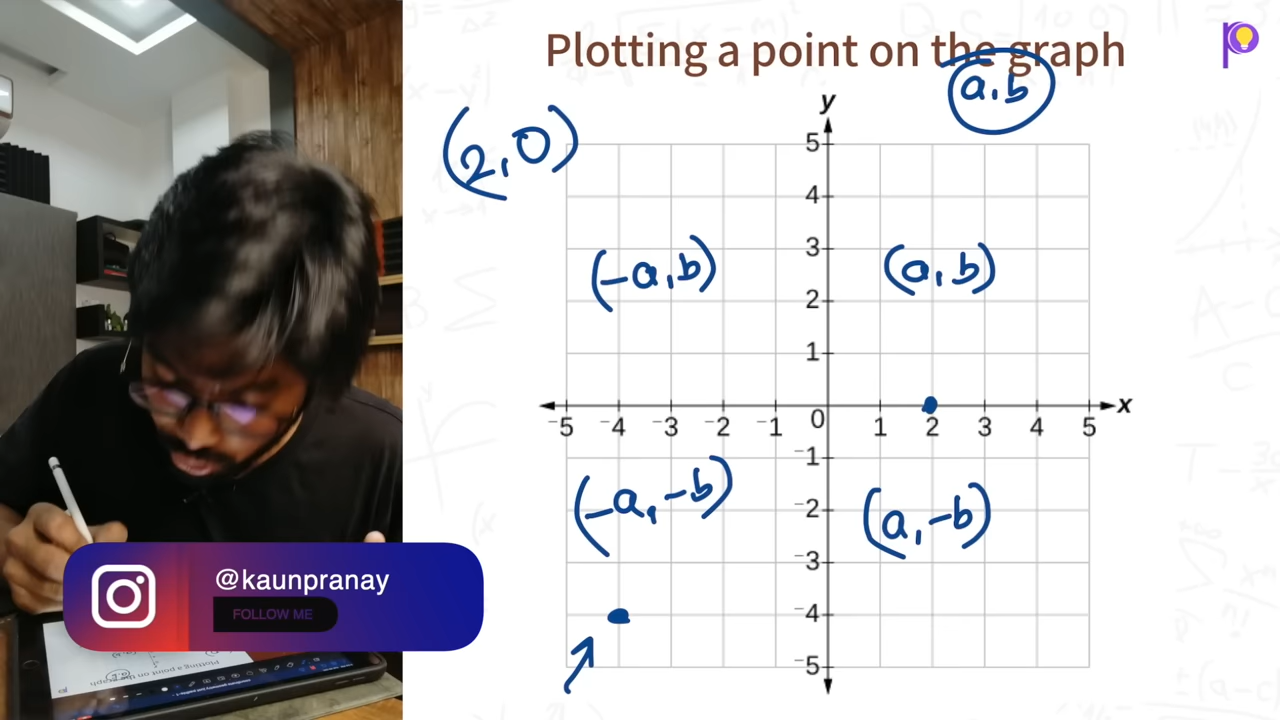 Plotting a point on the graph
a.b
(2,0)
y
5
4
3
2
1
(-a,b)
(a,b)
-5 -4 -3 -2 -1 0 1 2 3 4 5 x
-1
-2
-3
-4
-5
(-a,-b)
(a,-b)
@kaunpranay
FOLLOW ME